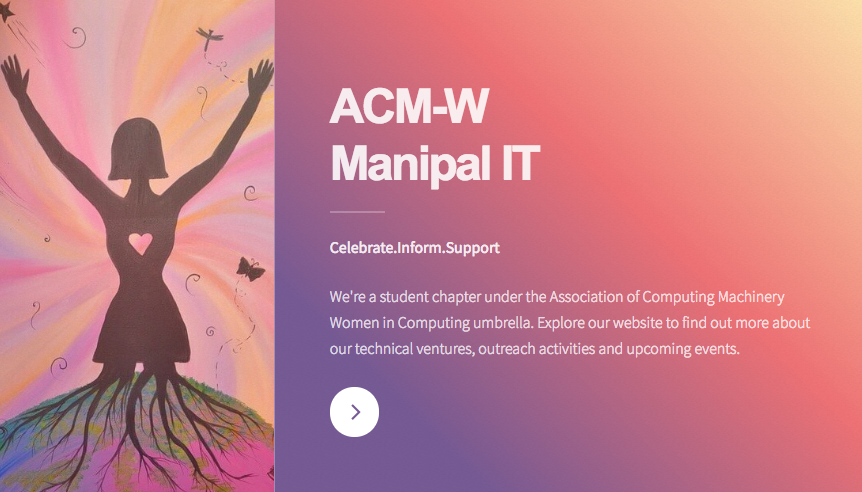 ACM-W
Manipal IT
Celebrate.Inform.Support
We're a student chapter under the Association of Computing Machinery
Women in Computing umbrella. Explore our website to find out more about
our technical ventures, outreach activities and upcoming events.